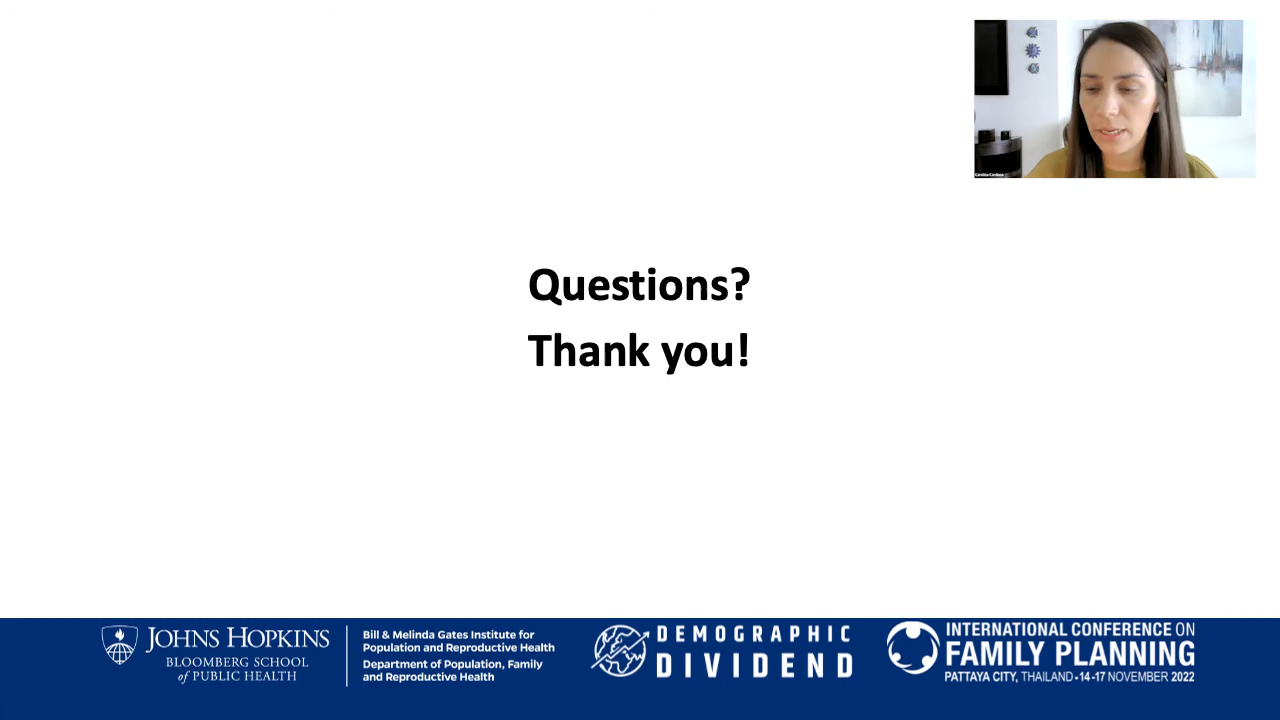 Carolina Cardona
Questions?
Thank you!
JOHNS HOPKINS
BLOOMBERG SCHOOL
of PUBLIC HEALTH
Bill & Melinda Gates Institute for
Population and Reproductive Health
Department of Population, Family
and Reproductive Health
DEMOGRAPHIC
DIVIDEND
INTERNATIONAL CONFERENCE ON
FAMILY PLANNING
PATTAYA CITY, THAILAND • 14-17 NOVEMBER 2022